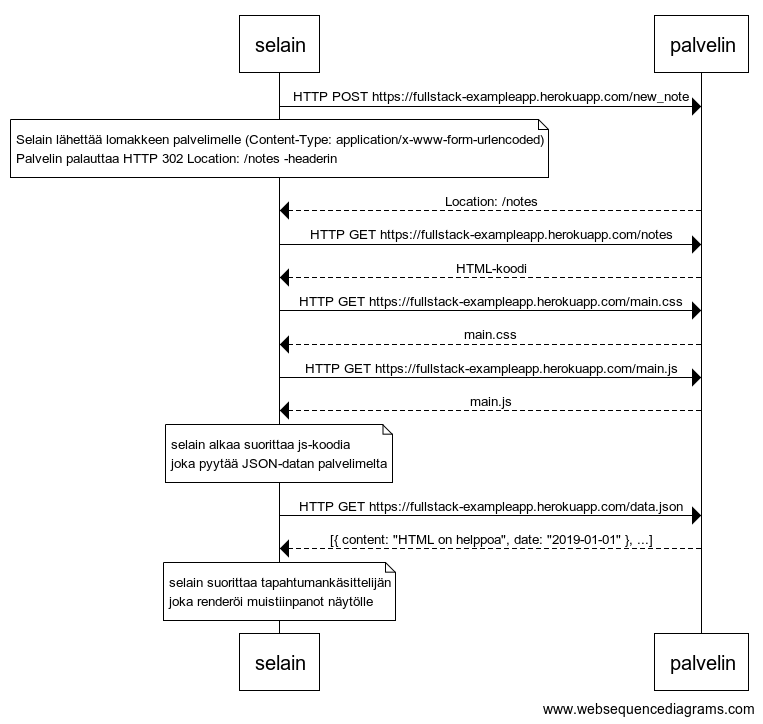 selain
palvelin
HTTP POST https://fullstack-exampleapp.herokuapp.com/new_note
Selain lähettää lomakkeen palvelimelle (Content-Type: application/x-www-form-urlencoded)
Palvelin palauttaa HTTP 302 Location: /notes -headerin
Location: /notes
HTTP GET https://fullstack-exampleapp.herokuapp.com/notes
HTML-koodi
HTTP GET https://fullstack-exampleapp.herokuapp.com/main.css
main.css
HTTP GET https://fullstack-exampleapp.herokuapp.com/main.js
main.js
selain alkaa suorittaa js-koodia
joka pyytää JSON-datan palvelimelta
HTTP GET https://fullstack-exampleapp.herokuapp.com/data.json
[{ content: "HTML on helppoa", date: "2019-01-01" }, ...]
selain suorittaa tapahtumankäsittelijän
joka renderöi muistiinpanot näytölle
selain
palvelin
www.websequencediagrams.com